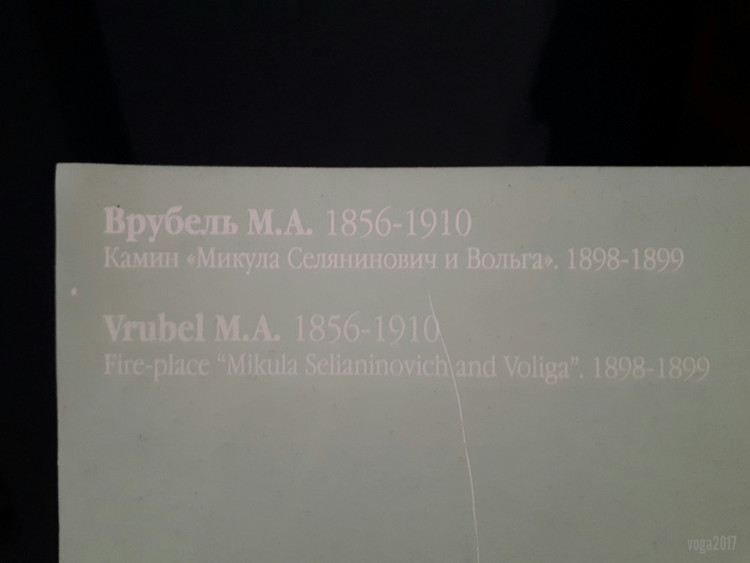 Врубель М.А. 1856-1910
Камин «Микула Селянинович и Вольга». 1898-1899
Vrubel M.A. 1856-1910
Fire-place “Mikula Selianinovich and Voliga”. 1898-1899
voga2017